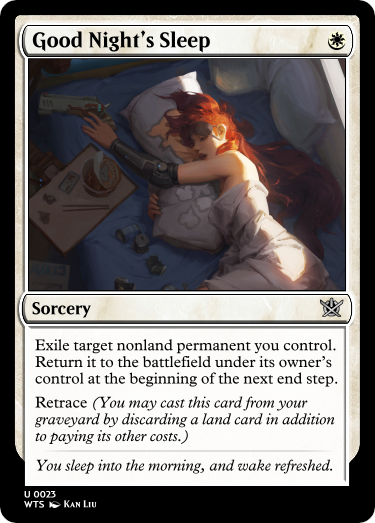 Good Night's Sleep
Sorcery
Exile target nonland permanent you control.
Return it to the battlefield under its owner's
control at the beginning of the next end step.
Retrace (You may cast this card from your
graveyard by discarding a land card in addition
to paying its other costs.)
You sleep into the morning, and wake refreshed.
U 0023
WTS Kan Liu